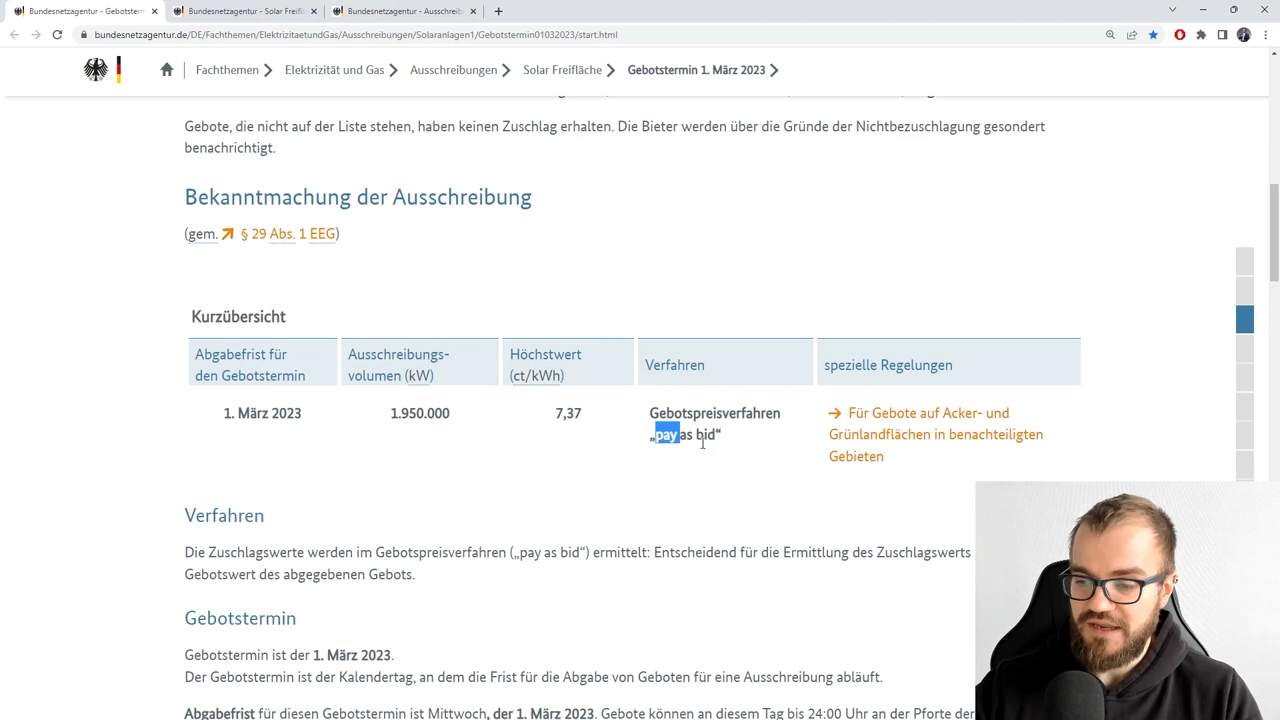 Bundesnetzagentur - Gebotstern
Bundesnetzagentur - Solar Freiflä
Bundesnetzagentur - Ausschreib
bundesnetzagentur.de/DE/Fachthemen/ElektrizitaetundGas/Ausschreibungen/Solaranlagen1/Gebotstermin01032023/start.html
Fachthemen
Elektrizität und Gas
Ausschreibungen
Solar Freifläche
Gebotstermin 1. März 2023
Gebote, die nicht auf der Liste stehen, haben keinen Zuschlag erhalten. Die Bieter werden über die Gründe der Nichtbezuschlagung gesondert
benachrichtigt.
Bekanntmachung der Ausschreibung
(gem. § 29 Abs. 1 EEG)
Kurzübersicht
Abgabefrist für
den Gebotstermin
Ausschreibungs-
volumen (kW)
Höchstwert
(ct/kWh)
Verfahren
spezielle Regelungen
1. März 2023
1.950.000
7,37
Gebotspreisverfahren
„pay as bid“
Für Gebote auf Acker- und
Grünlandflächen in benachteiligten
Gebieten
Verfahren
Die Zuschlagswerte werden im Gebotspreisverfahren („pay as bid“) ermittelt: Entscheidend für die Ermittlung des Zuschlagswerts
Gebotswert des abgegebenen Gebots.
Gebotstermin
Gebotstermin ist der 1. März 2023.
Der Gebotstermin ist der Kalendertag, an dem die Frist für die Abgabe von Geboten für eine Ausschreibung abläuft.
Abgabefrist für diesen Gebotstermin ist Mittwoch, der 1. März 2023. Gebote können an diesem Tag bis 24:00 Uhr an der Pforte der